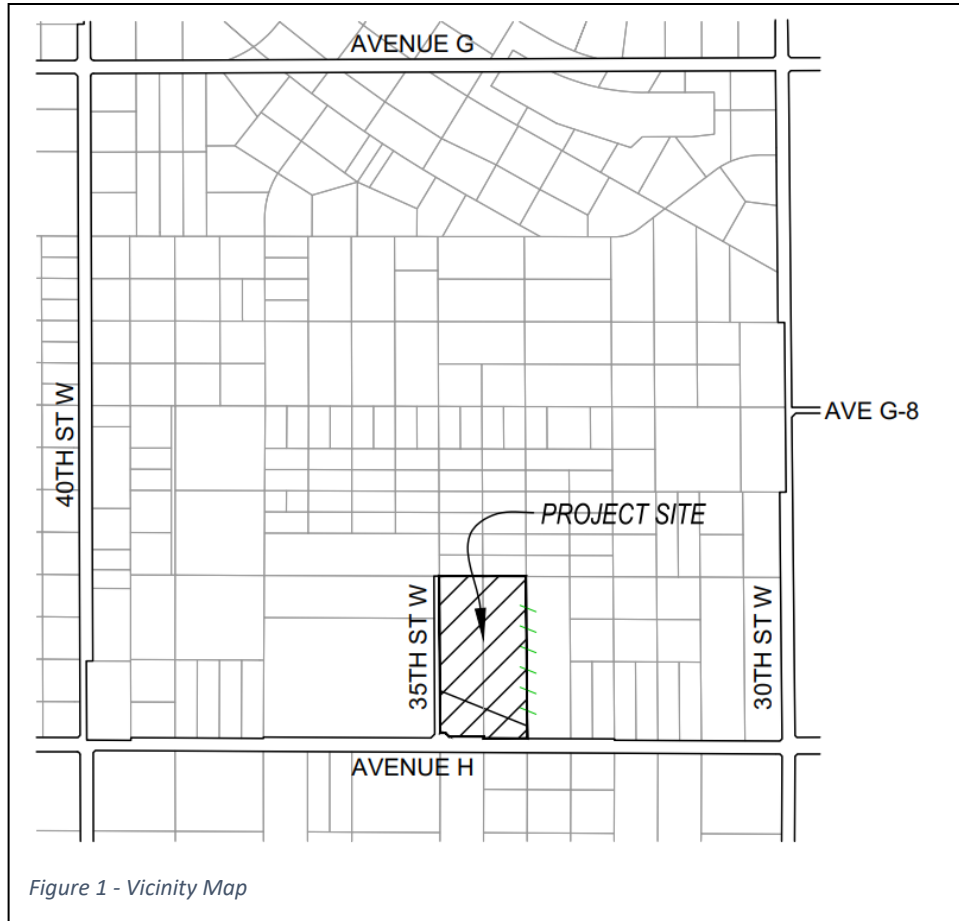 AVENUE G
40TH ST W
AVE G-8
PROJECT SITE
35TH ST W
30TH ST W
AVENUE H
Figure 1 - Vicinity Map